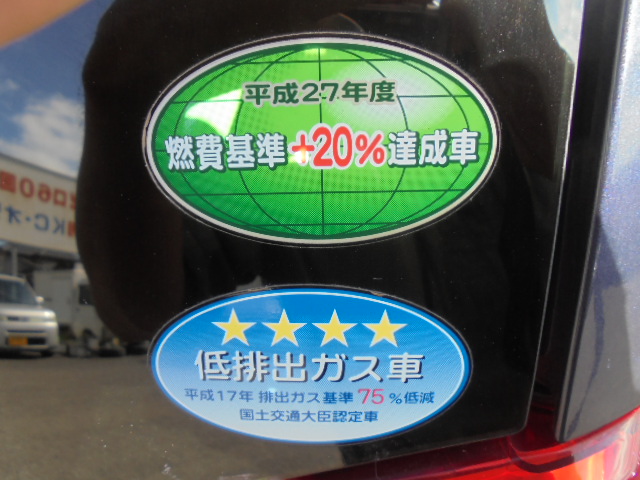 平成27年度
燃費基準+20%達成車
低排出ガス車
平成17年 排出ガス基準 75%低減
国土交通大臣認定車